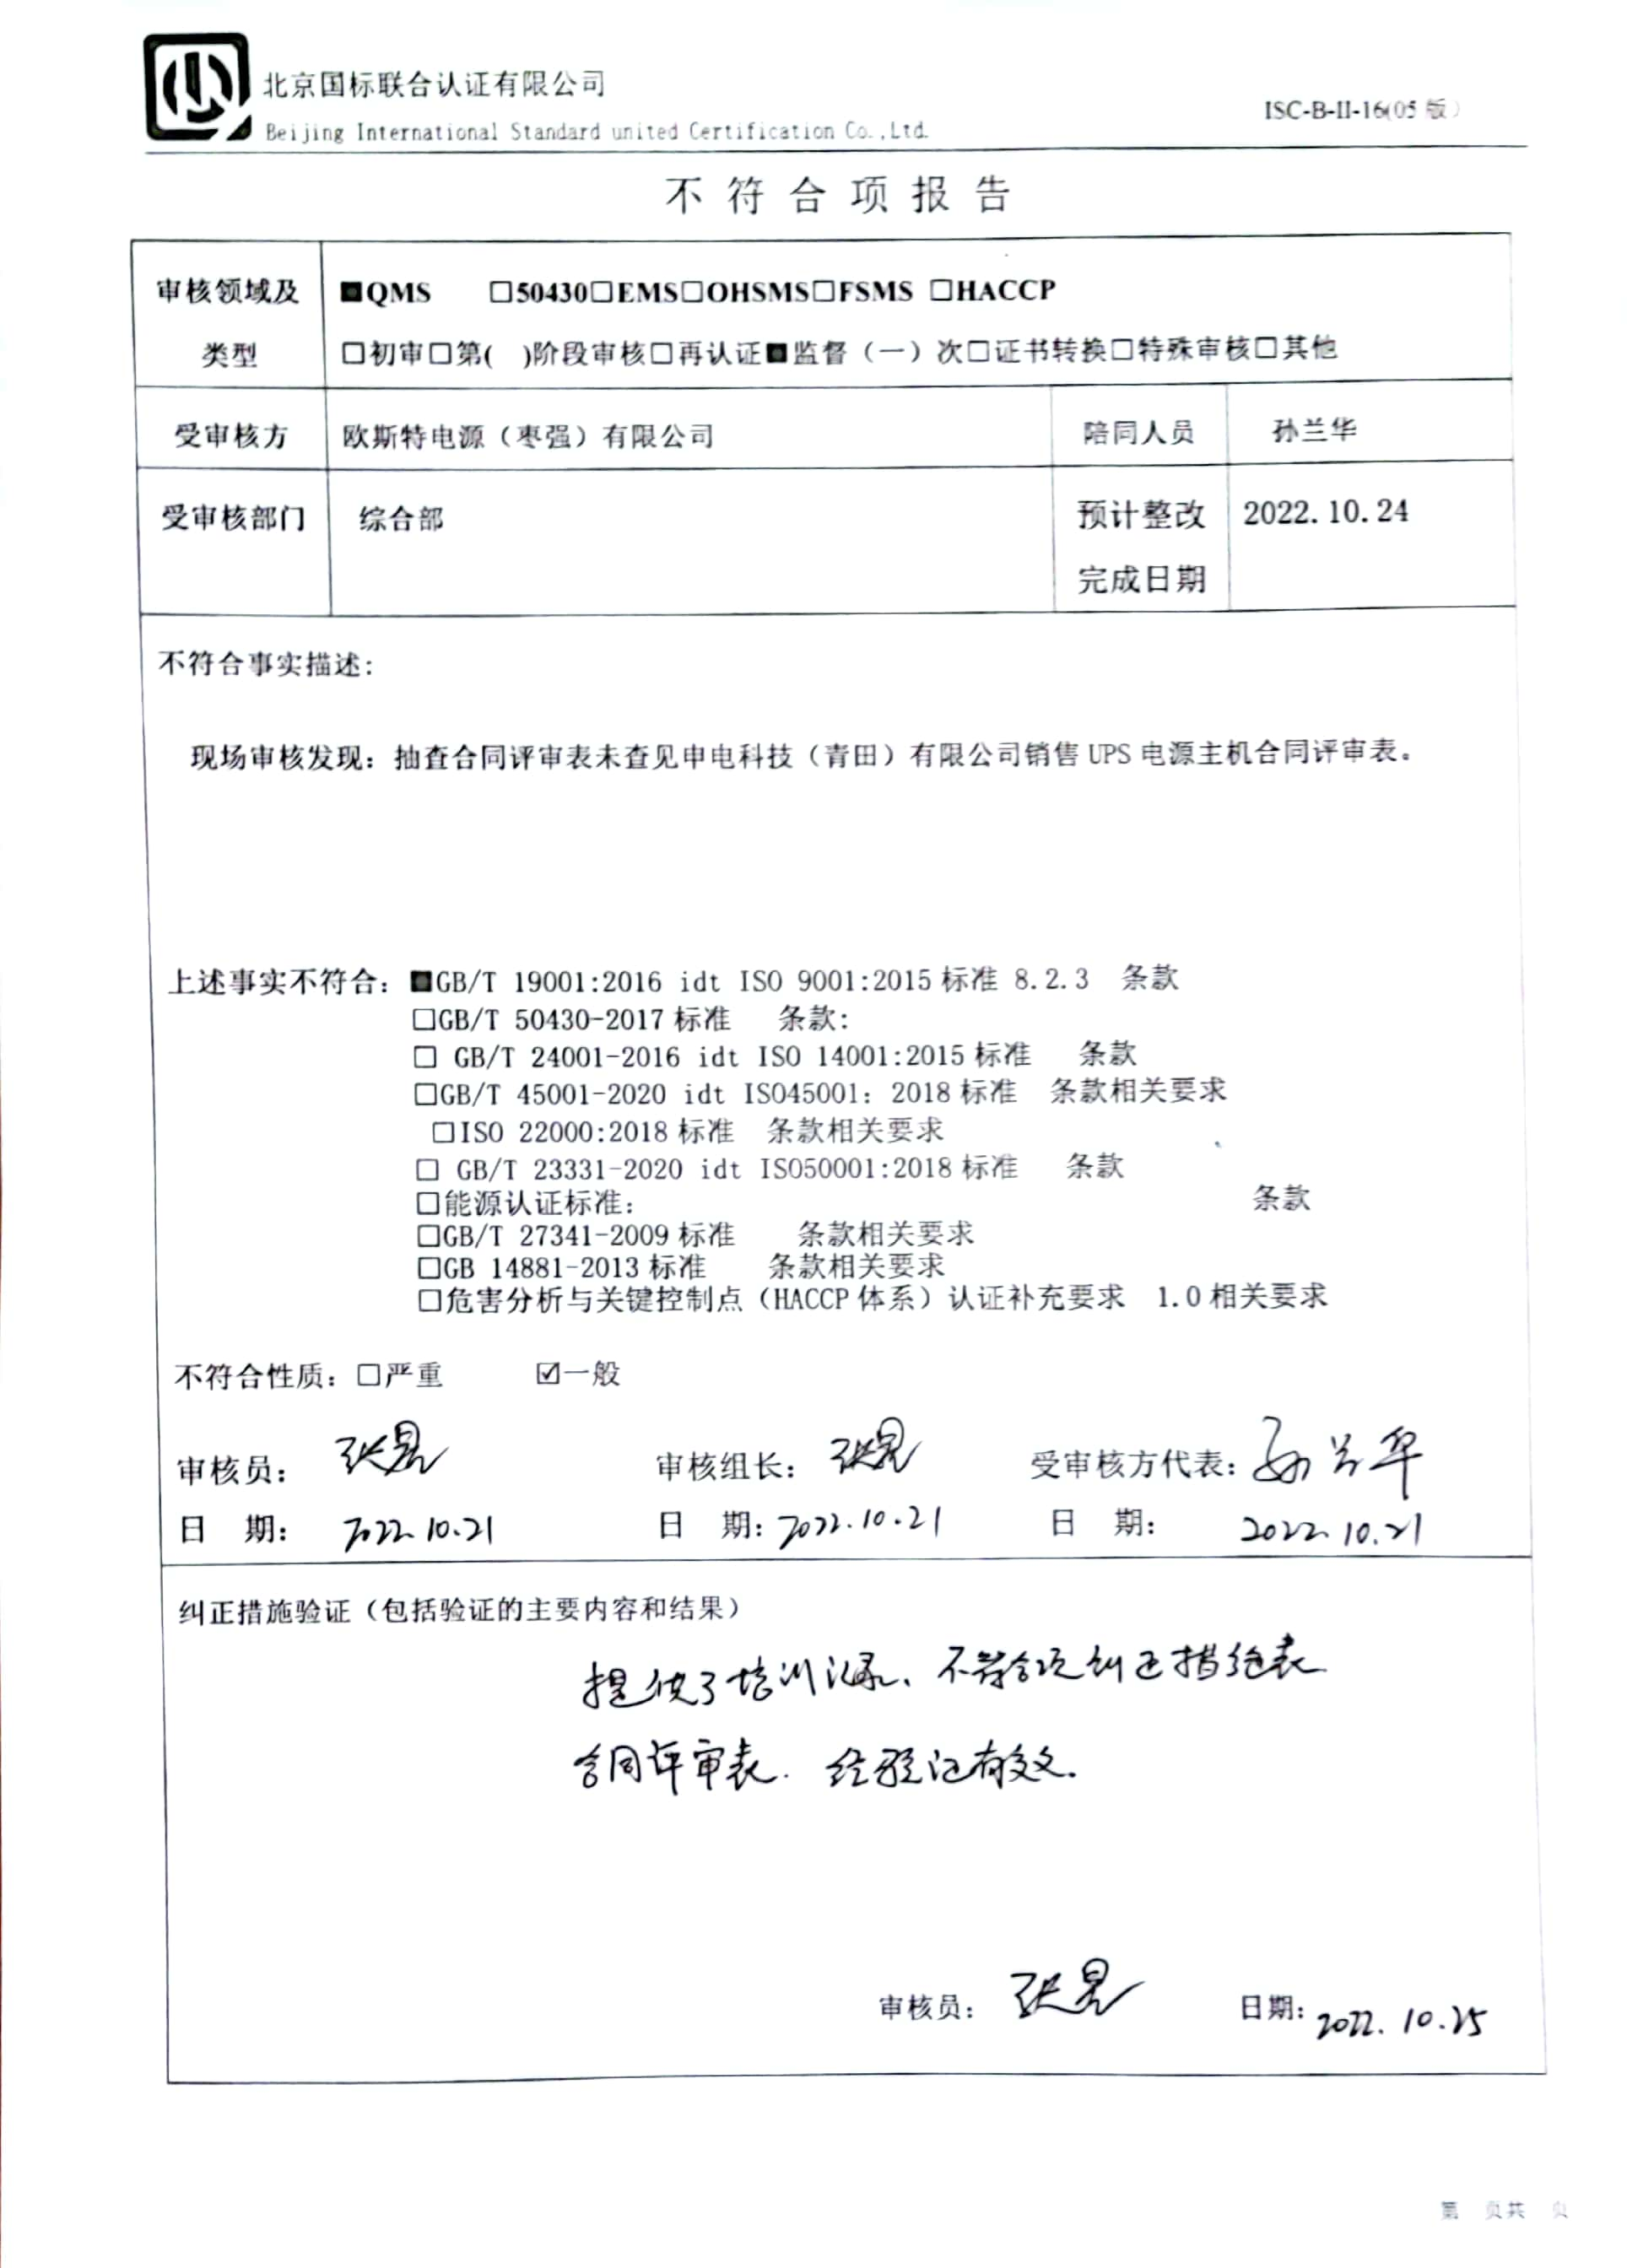 北京国标联合认证有限公司
Beijing International Standard united Certification Co.,Ltd.
ISC-B-II-16(05版)
不符合项报告
审核领域及类型
■QMS □50430□EMS□OHSMS□FSMS □HACCP
□初审□第( )阶段审核□再认证■监督（一）次□证书转换□特殊审核□其他
受审核方 欧斯特电源（枣强）有限公司 陪同人员 孙兰华
受审核部门 综合部 预计整改完成日期 2022.10.24
不符合事实描述:
现场审核发现：抽查合同评审表未查见申电科技（青田）有限公司销售UPS电源主机合同评审表。
上述事实不符合：■GB/T 19001:2016 idt ISO 9001:2015标准 8.2.3 条款
□GB/T 50430-2017标准 条款:
□ GB/T 24001-2016 idt ISO 14001:2015标准 条款
□GB/T 45001-2020 idt ISO45001：2018标准 条款相关要求
□ISO 22000:2018标准 条款相关要求
□ GB/T 23331-2020 idt ISO50001:2018标准 条款
□能源认证标准: 条款
□GB/T 27341-2009标准 条款相关要求
□GB 14881-2013标准 条款相关要求
□危害分析与关键控制点（HACCP体系）认证补充要求 1.0相关要求
不符合性质：□严重 ☑一般
审核员: 审核组长: 受审核方代表: 孙兰华
日 期: 2022.10.21 日 期: 2022.10.21 日 期: 2022.10.21
纠正措施验证（包括验证的主要内容和结果）
提供了培训记录、不符合项纠正措施表
合同评审表. 经验证有效.
审核员: 日期: 2022.10.25
第 页共 页